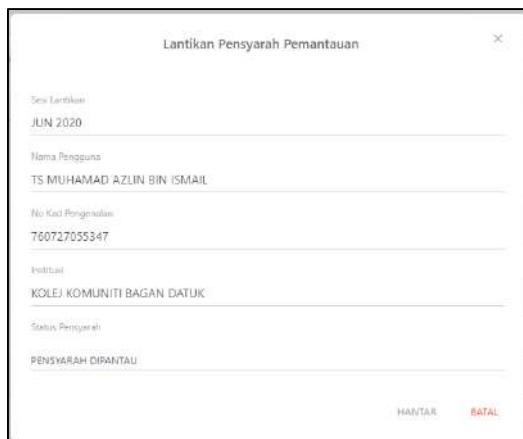 Lantikan Pensyarah Pemantauan
Sesi Lantikan
JUN 2020
Nama Pengguna
TS MUHAMAD AZLIN BIN ISMAIL
No Kad Pengenalan
760727055347
Institusi
KOLEJ KOMUNITI BAGAN DATUK
Status Pensyarah
PENSYARAH DIPANTAU
HANTAR BATAL